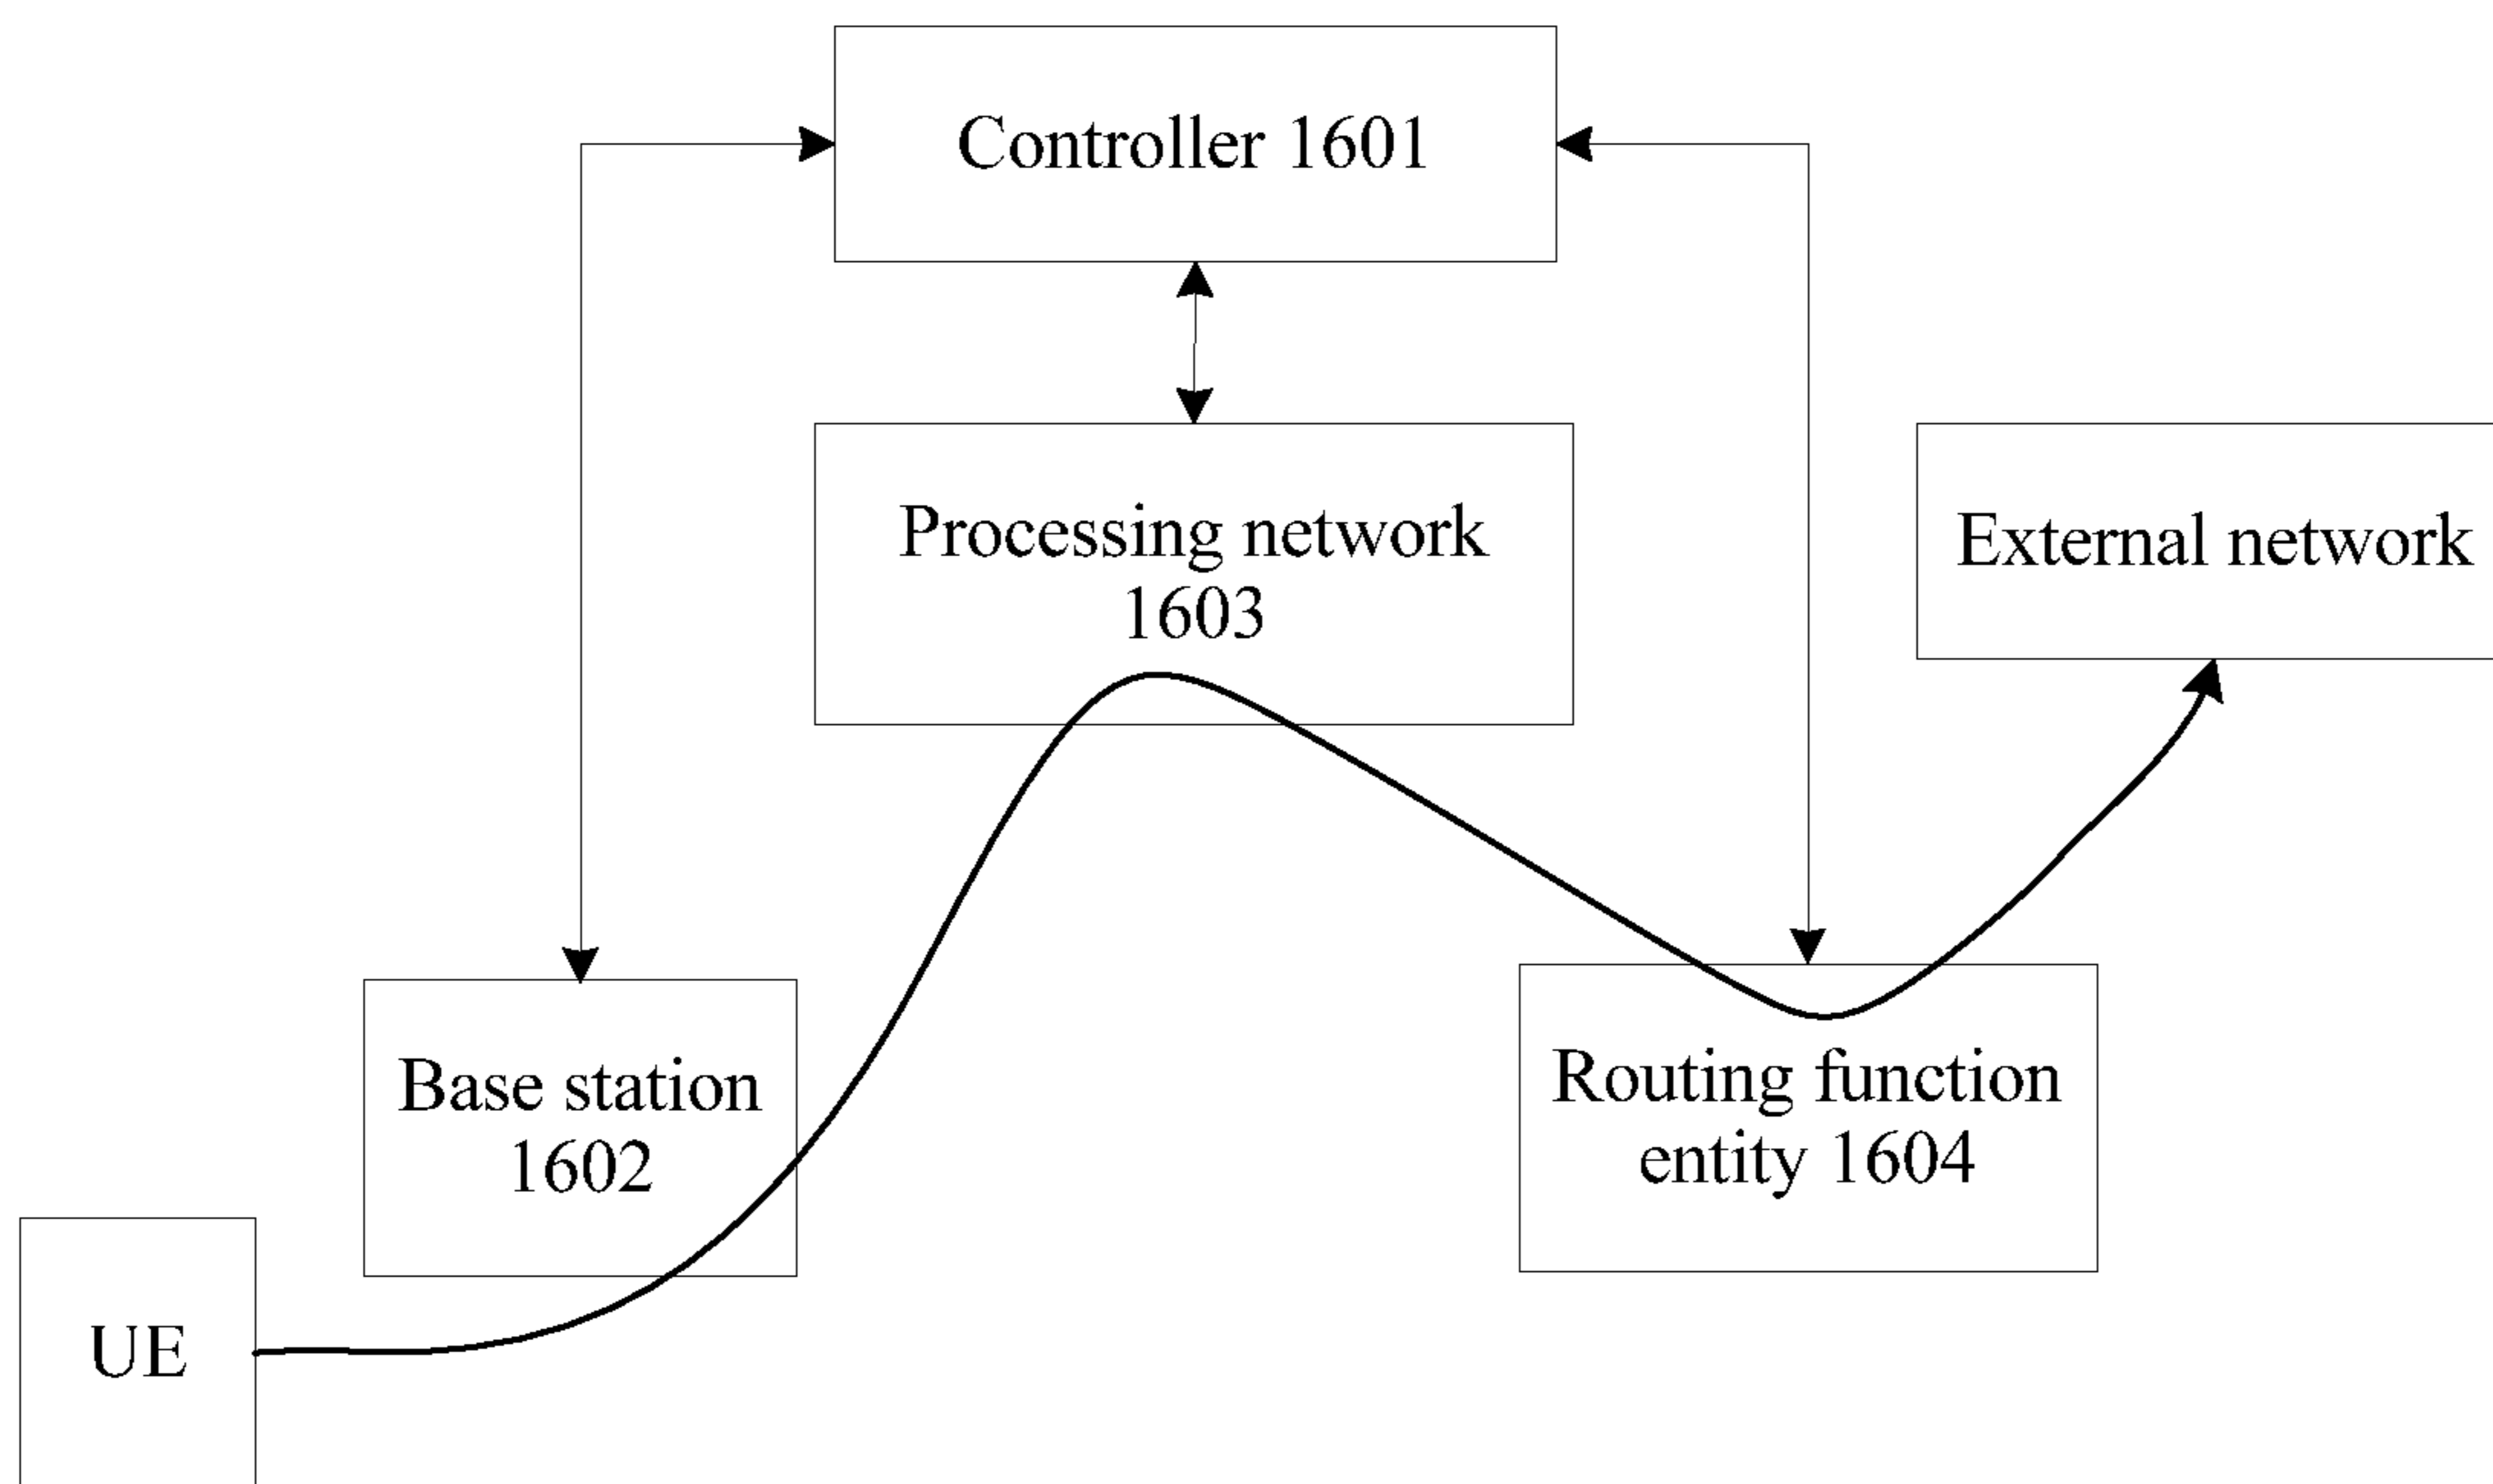 Controller 1601
Processing network
1603
External network
Base station
1602
Routing function
entity 1604
UE